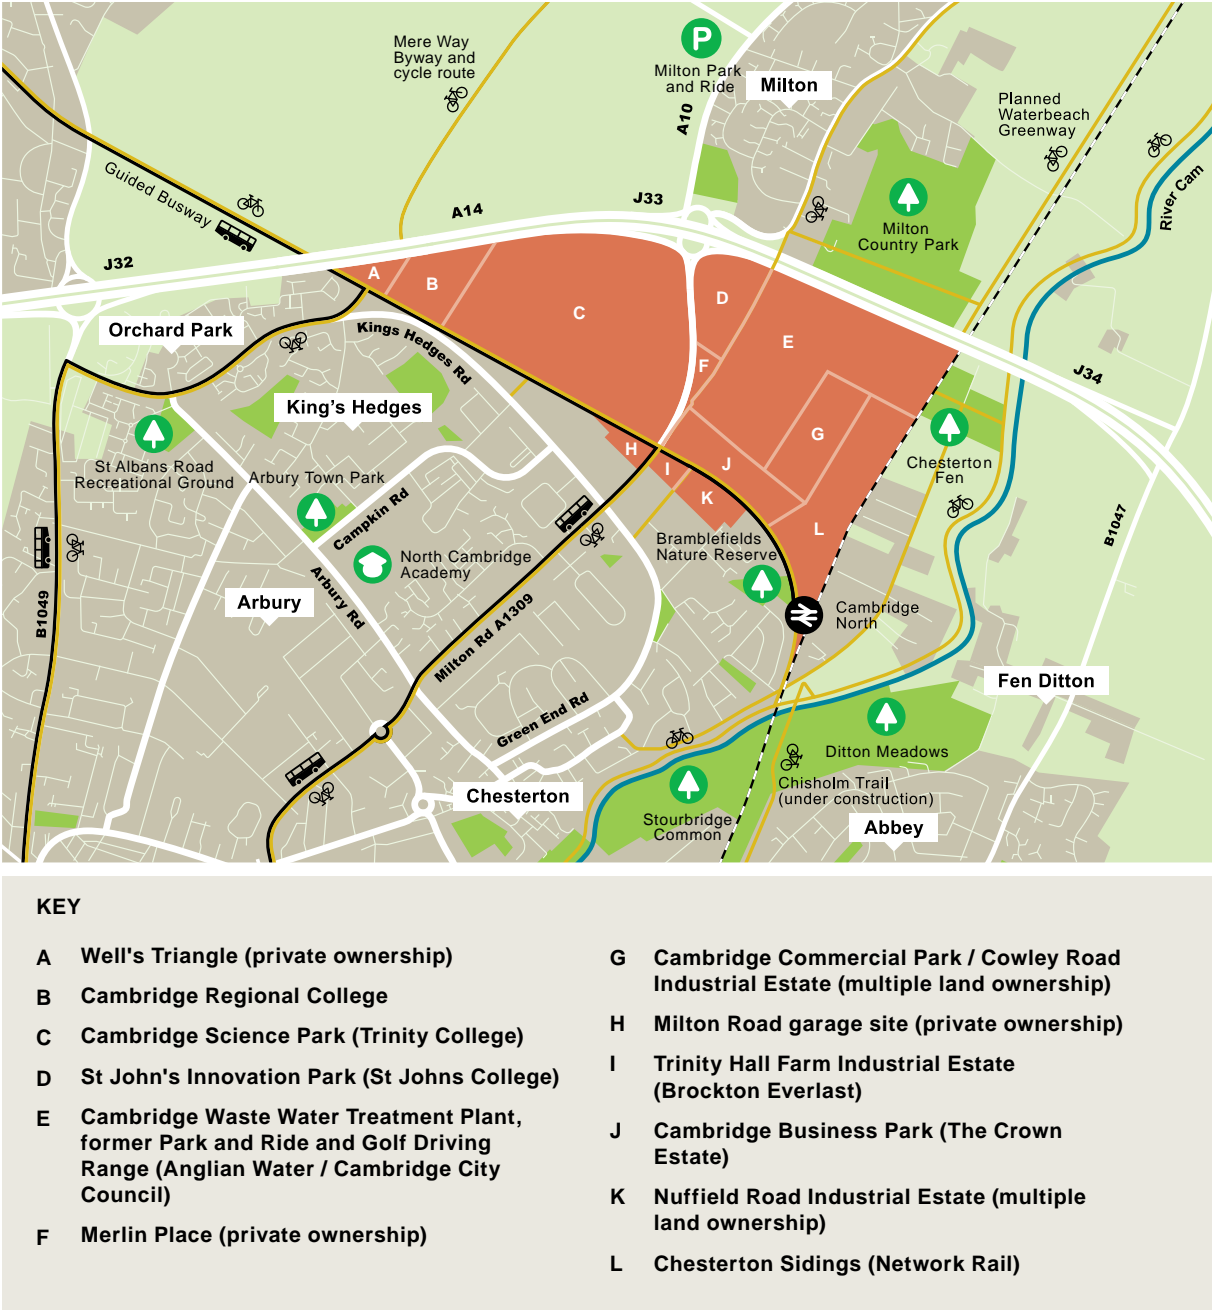 Mere Way
Byway and
cycle route
P
Milton Park
and Ride
Milton
A10
Planned
Waterbeach
Greenway
River Cam
Guided Busway
A14
J33
Milton
Country Park
J32
A
B
C
D
E
F
G
H
I
J
K
L
Orchard Park
Kings Hedges Rd
J34
King's Hedges
St Albans Road
Recreational Ground
Arbury Town Park
Campkin Rd
Chesterton
Fen
B1047
Bramblefields
Nature Reserve
North Cambridge
Academy
Arbury
Arbury Rd
B1049
Milton Rd A1309
Cambridge
North
Fen Ditton
Green End Rd
Ditton Meadows
Chisholm Trail
(under construction)
Chesterton
Stourbridge
Common
Abbey
KEY
A Well's Triangle (private ownership)
B Cambridge Regional College
C Cambridge Science Park (Trinity College)
D St John's Innovation Park (St Johns College)
E Cambridge Waste Water Treatment Plant,
former Park and Ride and Golf Driving
Range (Anglian Water / Cambridge City
Council)
F Merlin Place (private ownership)
G Cambridge Commercial Park / Cowley Road
Industrial Estate (multiple land ownership)
H Milton Road garage site (private ownership)
I Trinity Hall Farm Industrial Estate
(Brockton Everlast)
J Cambridge Business Park (The Crown
Estate)
K Nuffield Road Industrial Estate (multiple
land ownership)
L Chesterton Sidings (Network Rail)